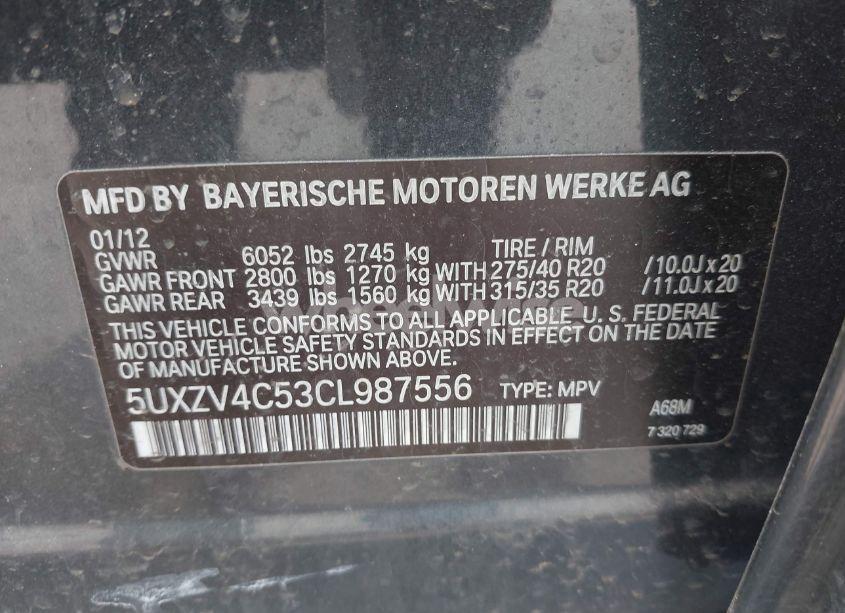 MFD BY BAYERISCHE MOTOREN WERKE AG
01/12
GVWR 6052 lbs 2745 kg TIRE / RIM
GAWR FRONT 2800 lbs 1270 kg WITH 275/40 R20 /10.0J x 20
GAWR REAR 3439 lbs 1560 kg WITH 315/35 R20 /11.0J x 20
THIS VEHICLE CONFORMS TO ALL APPLICABLE U. S. FEDERAL
MOTOR VEHICLE SAFETY STANDARDS IN EFFECT ON THE DATE
OF MANUFACTURE SHOWN ABOVE.
5UXZV4C53CL987556 TYPE: MPV A68M
7 320 729